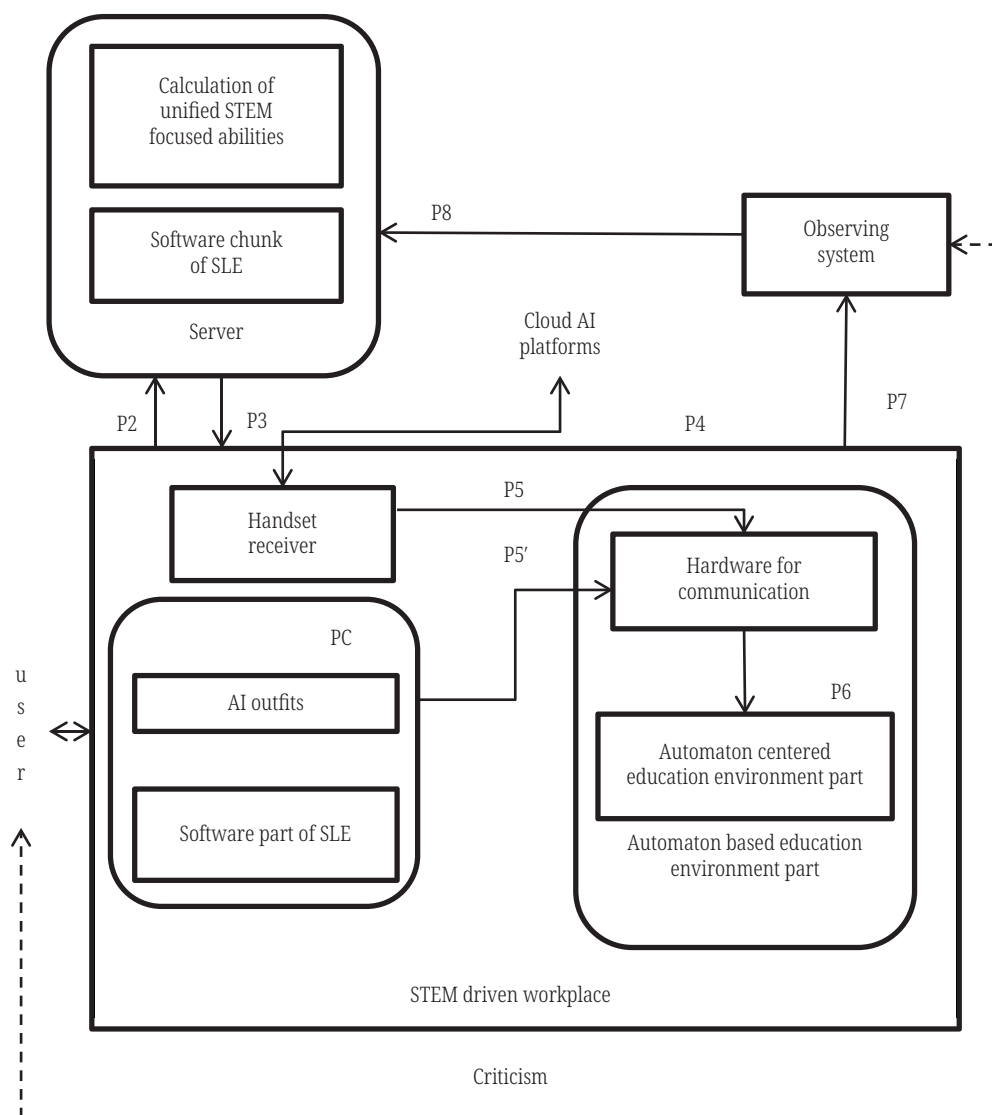 Calculation of
unified STEM
focused abilities
Software chunk
of SLE
Server
P8
Observing
system
Cloud AI
platforms
P2
P3
P4
P7
Handset
receiver
P5
P5′
Hardware for
communication
PC
AI outfits
P6
Automaton centered
education environment part
Software part of SLE
Automaton based education
environment part
u
s
e
r
STEM driven workplace
Criticism